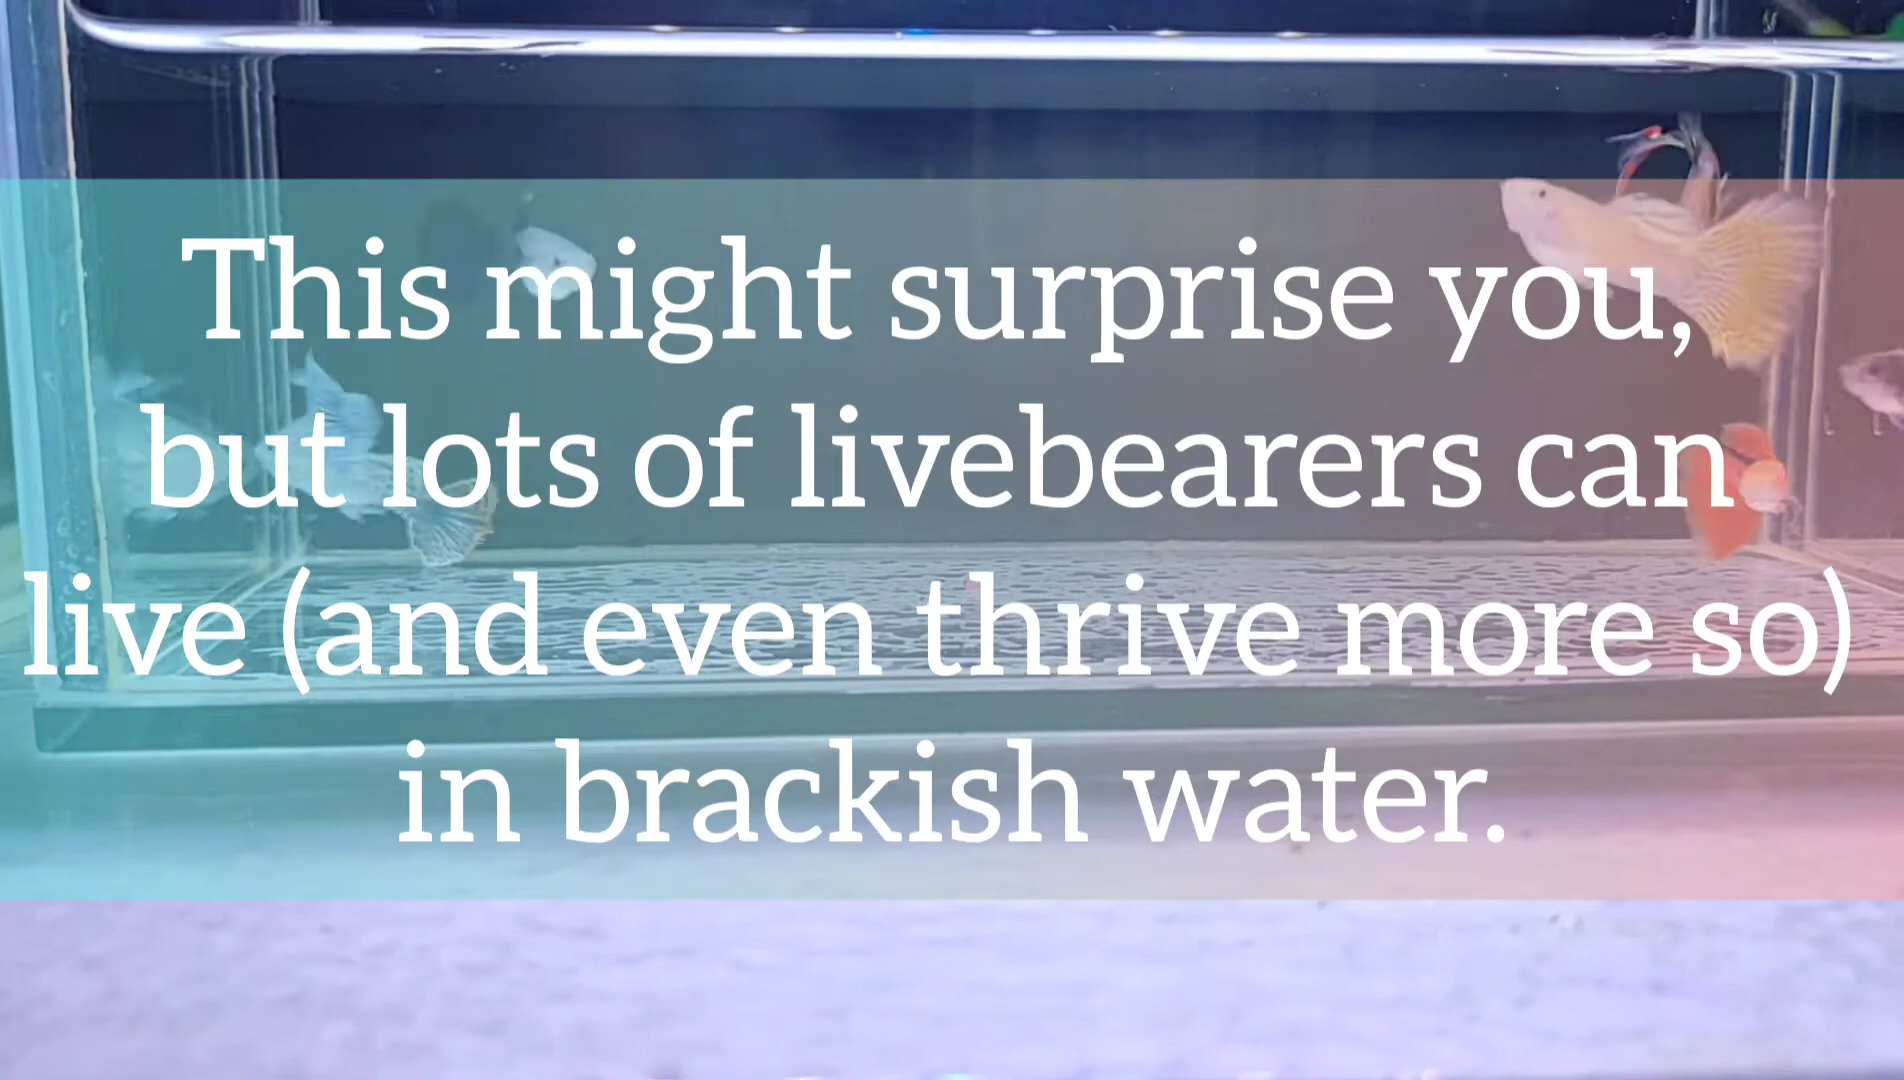 This might surprise you,
but lots of livebearers can
live (and even thrive more so)
in brackish water.